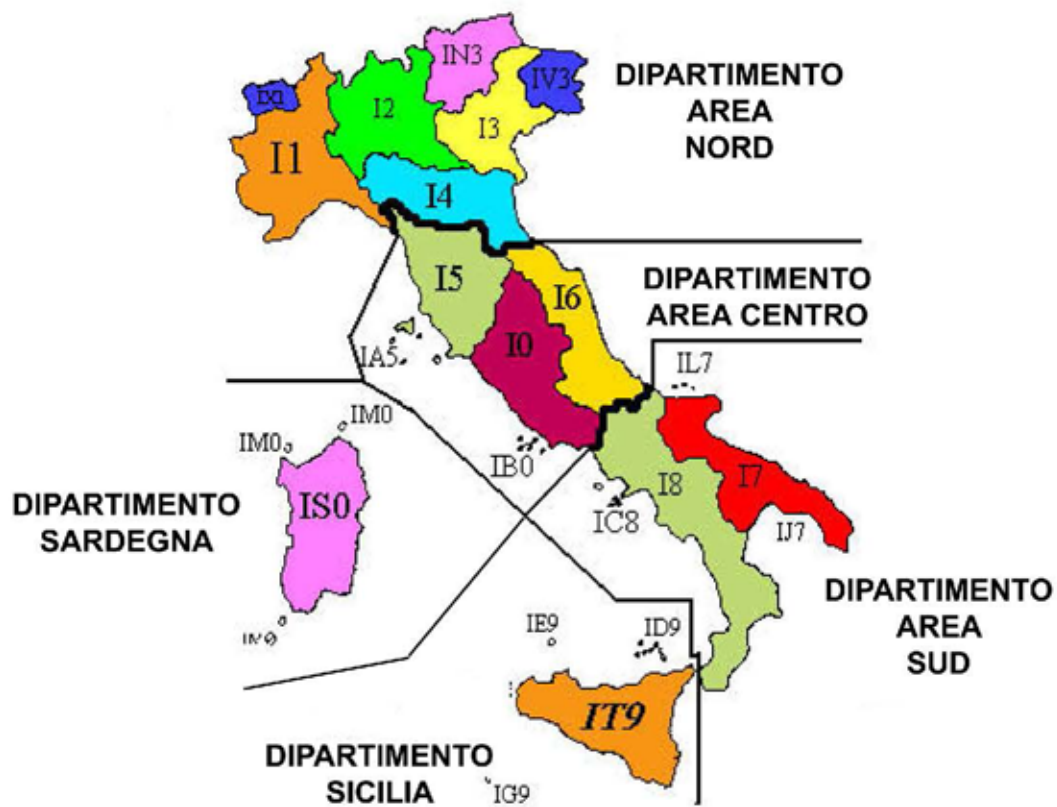 IN3
IV3
DIPARTIMENTO
AREA
NORD
IX1
I2
I3
I1
I4
DIPARTIMENTO
AREA CENTRO
I5
I6
I0
IA5
IL7
IM0
IM0
IB0
I8
I7
DIPARTIMENTO
SARDEGNA
IS0
IC8
IJ7
DIPARTIMENTO
AREA
SUD
IE9
ID9
IT9
DIPARTIMENTO
SICILIA
IG9